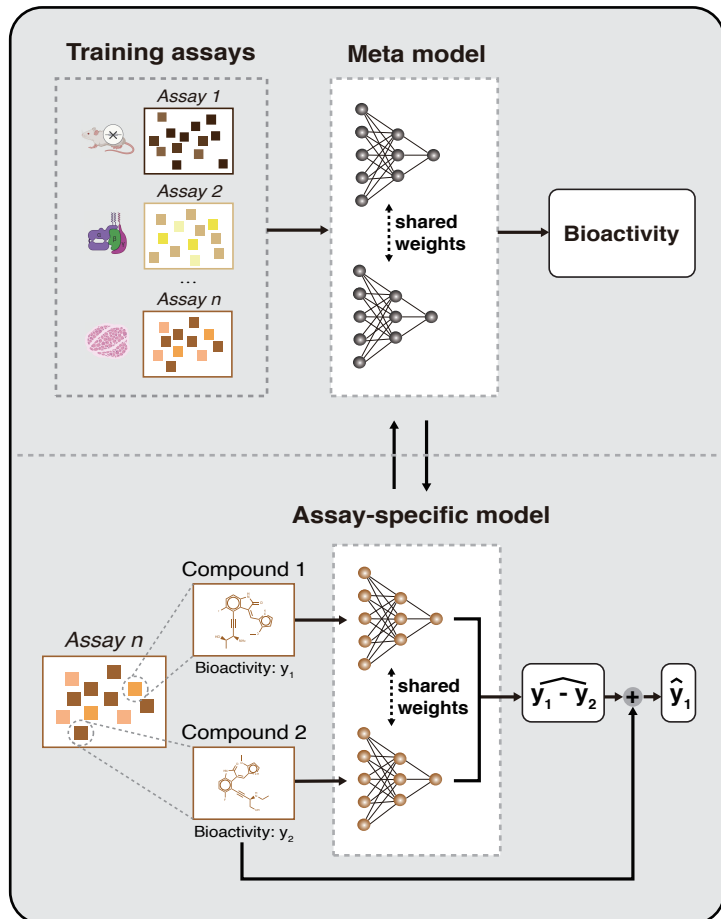 Training assays
Meta model
Assay 1
Assay 2
...
Assay n
shared
weights
Bioactivity
Assay-specific model
Compound 1
Assay n
Bioactivity: y₁
Compound 2
Bioactivity: y₂
shared
weights
y₁ - y₂
+
ŷ₁